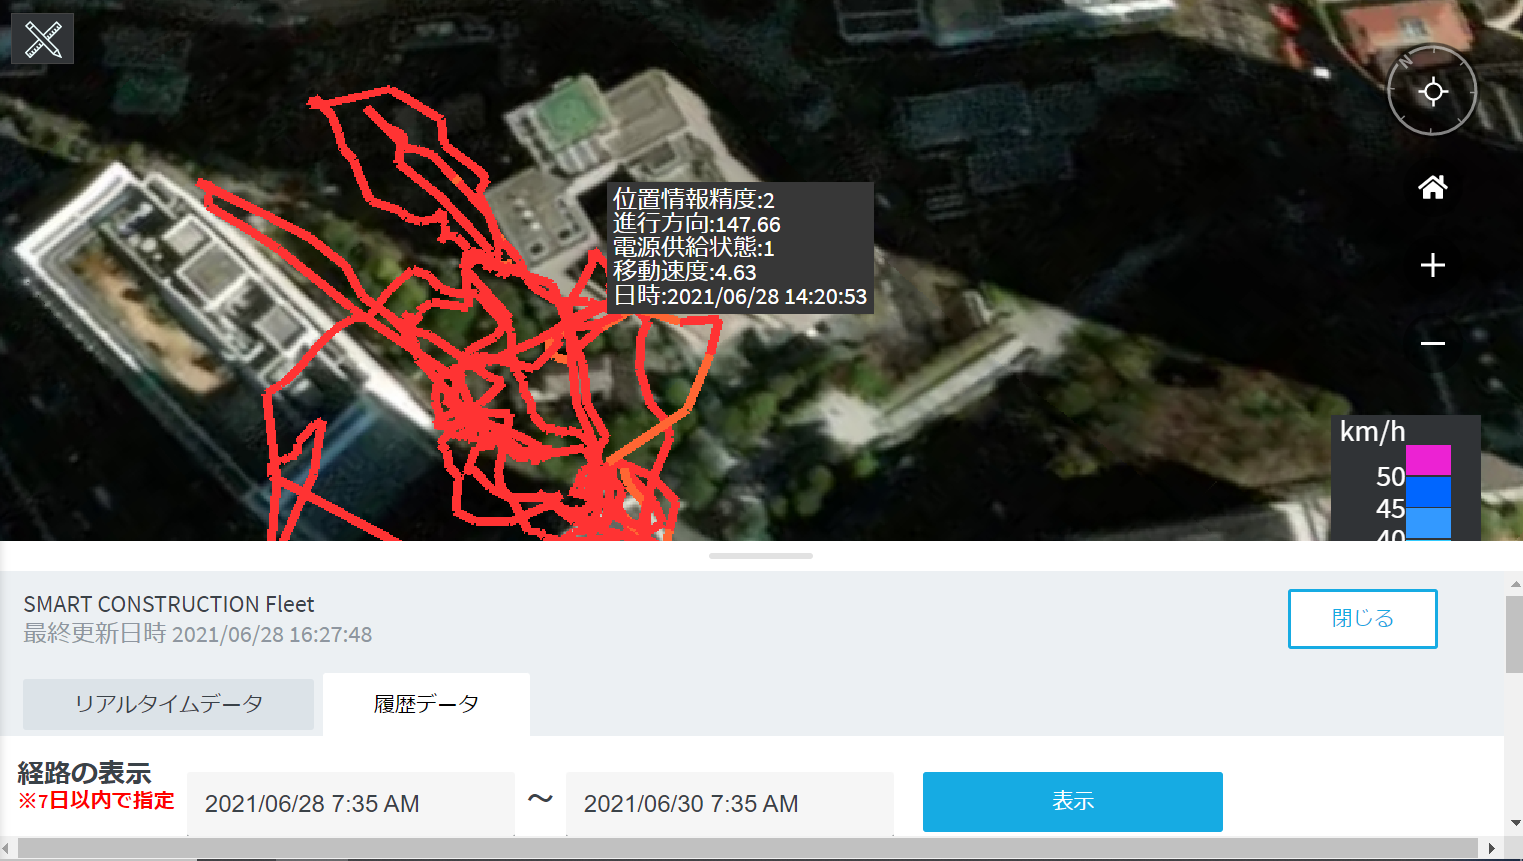 N
位置情報精度:2
進行方向:147.66
電源供給状態:1
移動速度:4.63
日時:2021/06/28 14:20:53
km/h
50
45
40
SMART CONSTRUCTION Fleet
最終更新日時 2021/06/28 16:27:48
閉じる
リアルタイムデータ
履歴データ
経路の表示
※7日以内で指定
2021/06/28 7:35 AM ～ 2021/06/30 7:35 AM
表示